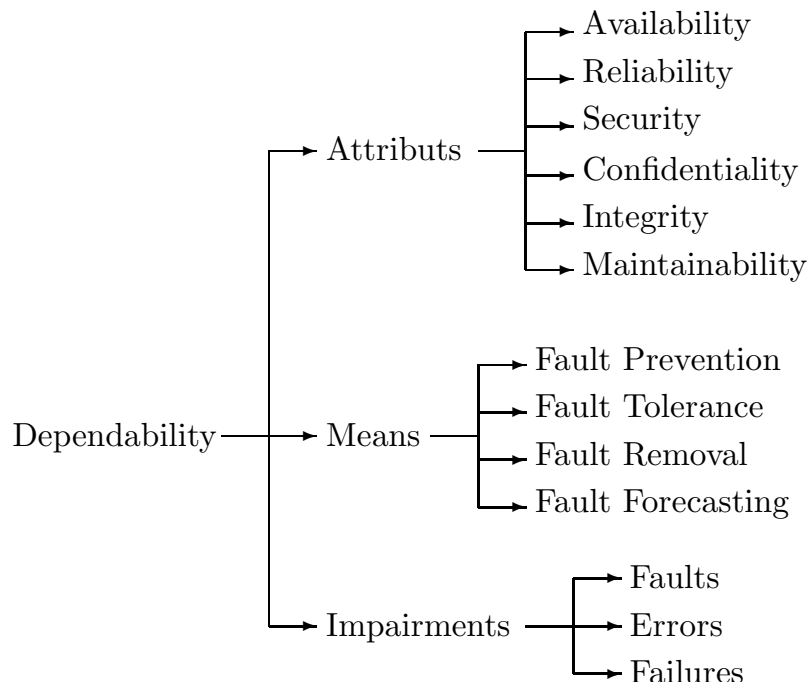 Availability
Reliability
Security
Attributs
Confidentiality
Integrity
Maintainability
Fault Prevention
Fault Tolerance
Dependability
Means
Fault Removal
Fault Forecasting
Faults
Impairments
Errors
Failures